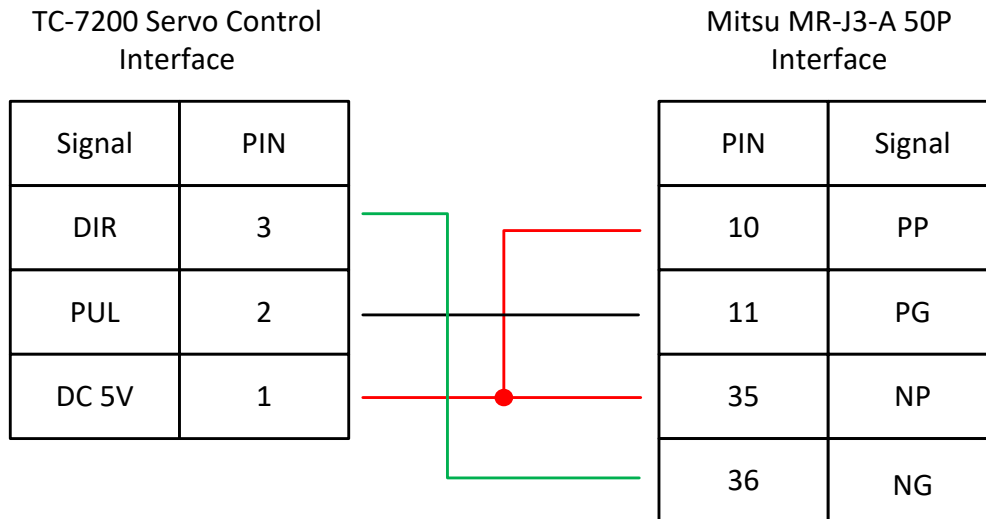 TC-7200 Servo Control
Interface
Signal PIN
DIR 3
PUL 2
DC 5V 1
Mitsu MR-J3-A 50P
Interface
PIN Signal
10 PP
11 PG
35 NP
36 NG